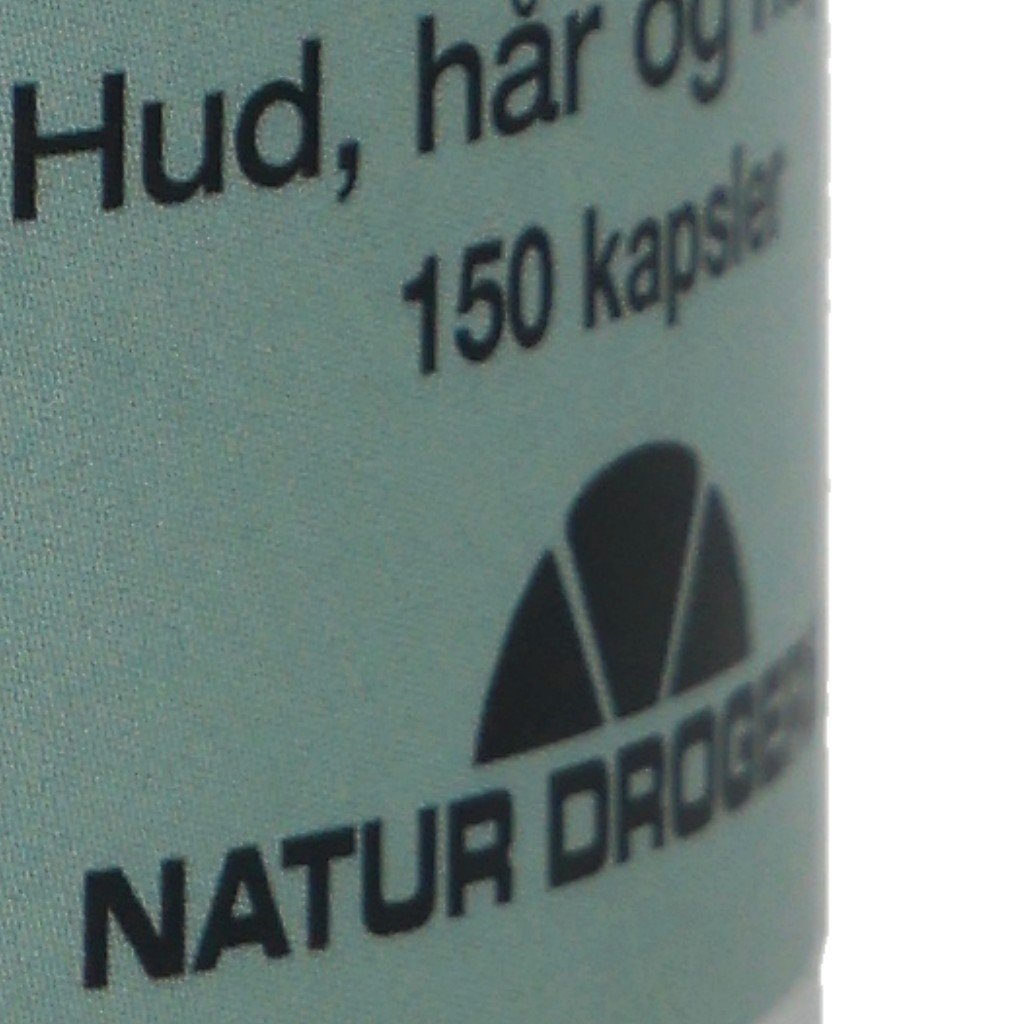 Hud, hår og
150 kapsler
NATUR